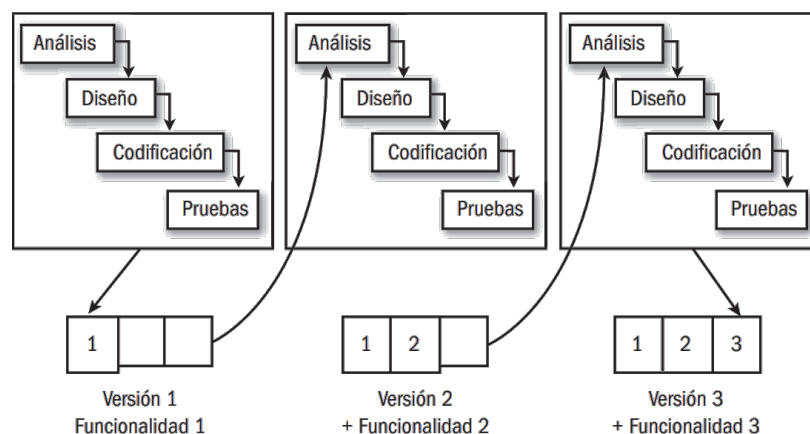 Análisis
Diseño
Codificación
Pruebas
Análisis
Diseño
Codificación
Pruebas
Análisis
Diseño
Codificación
Pruebas
1
1 2
1 2 3
Versión 1
Funcionalidad 1
Versión 2
+ Funcionalidad 2
Versión 3
+ Funcionalidad 3